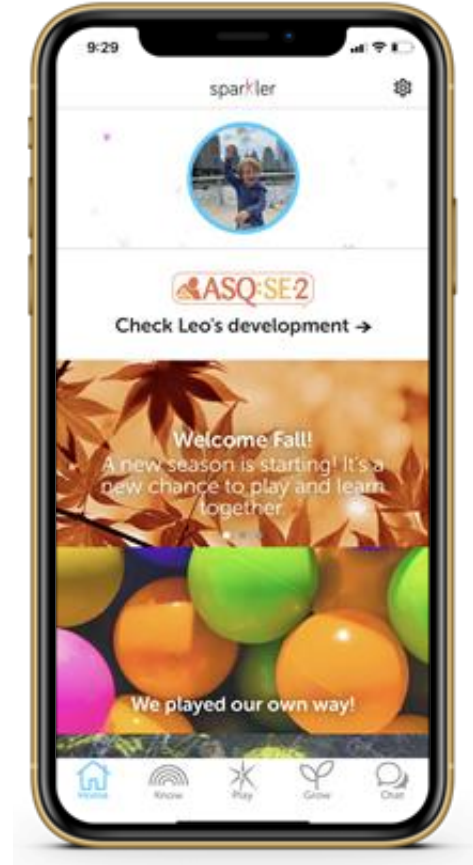 9:29
sparkler
ASQ:SE2
Check Leo's development →
Welcome Fall!
A new season is starting! It's a
new chance to play and learn
together.
We played our own way!
Home
Know
Play
Grow
Chat